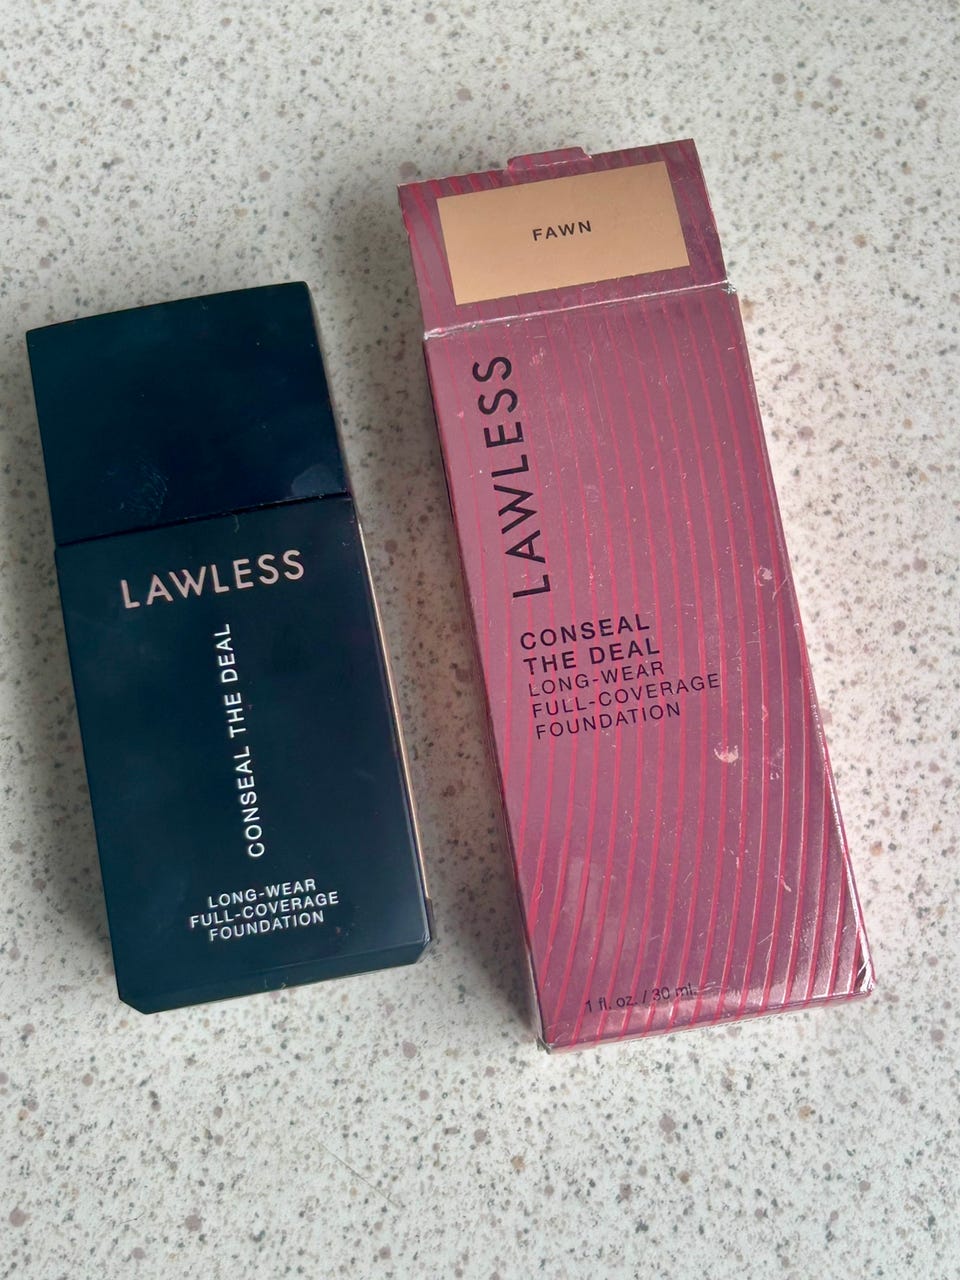 LAWLESS
CONSEAL THE DEAL
LONG-WEAR
FULL-COVERAGE
FOUNDATION
FAWN
LAWLESS
CONSEAL
THE DEAL
LONG-WEAR
FULL-COVERAGE
FOUNDATION
1 fl. oz. / 30 ml.